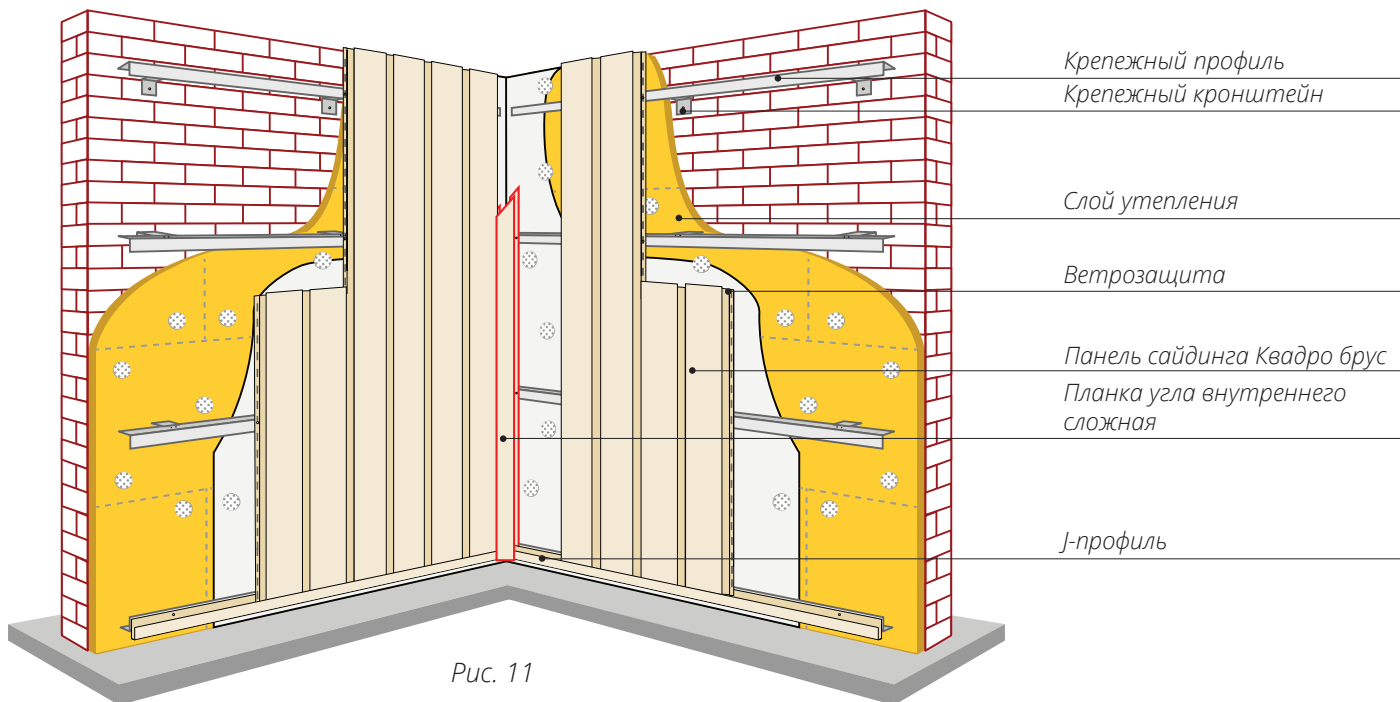 Крепежный профиль
Крепежный кронштейн
Слой утепления
Ветрозащита
Панель сайдинга Квадро брус
Планка угла внутреннего
сложная
J-профиль
Рис. 11